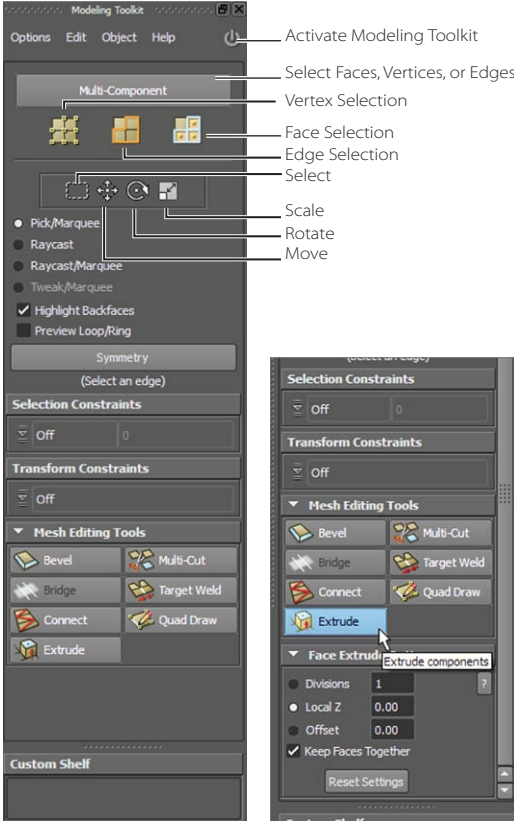 Modeling Toolkit
Options Edit Object Help
Activate Modeling Toolkit
Select Faces, Vertices, or Edges
Multi-Component
Vertex Selection
Face Selection
Edge Selection
Select
Scale
Rotate
Move
Pick/Marquee
Raycast
Raycast/Marquee
Tweak/Marquee
Highlight Backfaces
Preview Loop/Ring
Symmetry
(Select an edge)
Selection Constraints
Off 0
Transform Constraints
Off
Mesh Editing Tools
Bevel Multi-Cut
Bridge Target Weld
Connect Quad Draw
Extrude
Custom Shelf
(Select an edge)
Selection Constraints
Off 0
Transform Constraints
Off
Mesh Editing Tools
Bevel Multi-Cut
Bridge Target Weld
Connect Quad Draw
Extrude
Face Extrude
Extrude components
Divisions 1 ?
Local Z 0.00
Offset 0.00
Keep Faces Together
Reset Settings